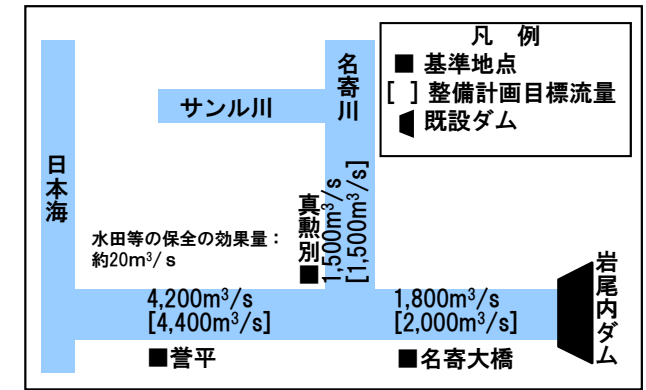 凡 例
■ 基準地点
[ ] 整備計画目標流量
既設ダム
名寄川
サンル川
日本海
真勲別■
1,500m³/s
[1,500m³/s]
水田等の保全の効果量：
約20m³/s
4,200m³/s
[4,400m³/s]
■誉平
1,800m³/s
[2,000m³/s]
■名寄大橋
岩尾内ダム